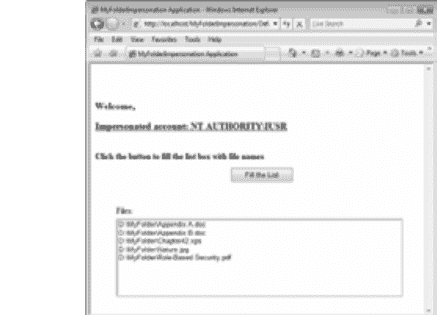 MyFolderImpersonation Application - Windows Internet Explorer
http://localhost/MyFolderImpersonation/Def
Live Search
File Edit View Favorites Tools Help
MyFolderImpersonation Application
Page Tools
Welcome,
Impersonated account: NT AUTHORITY\IUSR
Click the button to fill the list box with file names
Fill the List
Files:
D:\MyFolder\Appendix A.doc
D:\MyFolder\Appendix B.doc
D:\MyFolder\Chapter42.xps
D:\MyFolder\Nature.jpg
D:\MyFolder\Role-Based Security.pdf